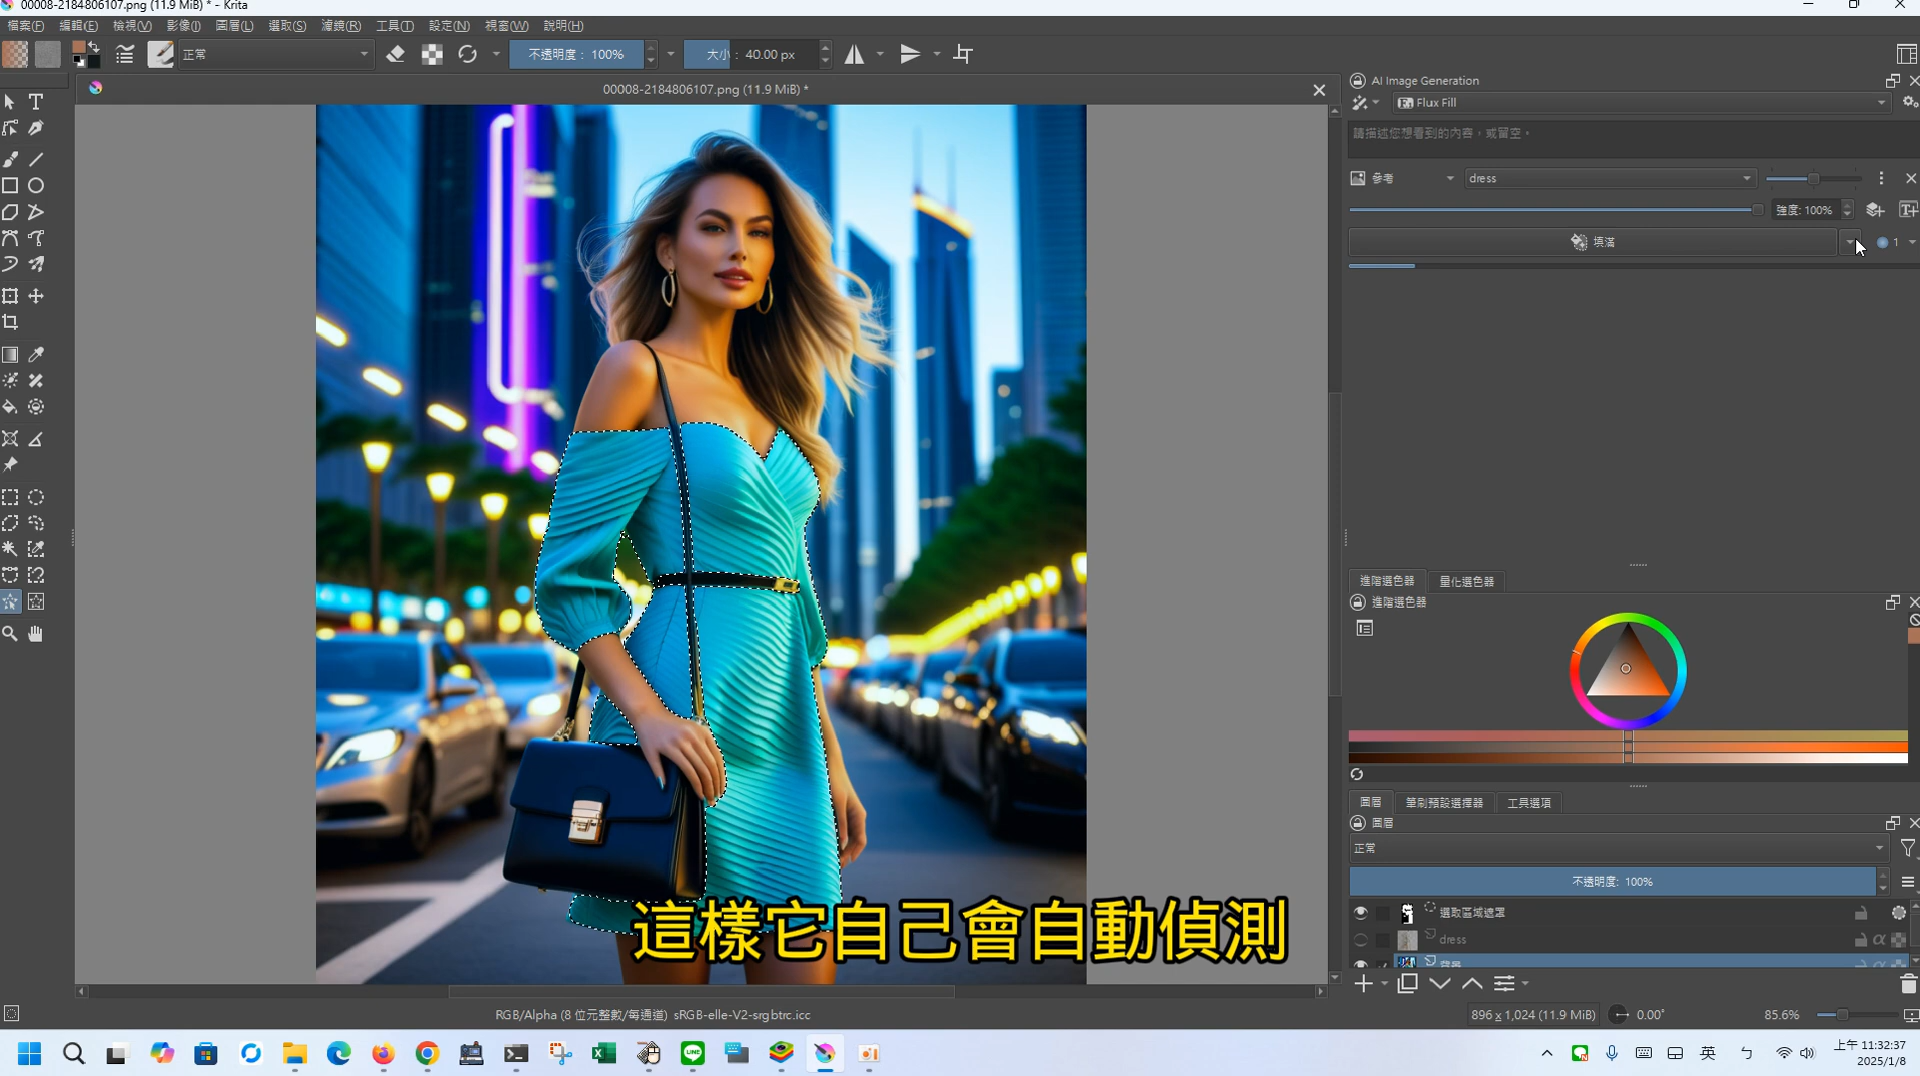 00008-2184806107.png (11.9 MiB) * - Krita
檔案(F) 編輯(E) 檢視(V) 影像(I) 圖層(L) 選取(S) 濾鏡(R) 工具(T) 設定(N) 視窗(W) 說明(H)
正常
不透明度： 100%
大小： 40.00 px
00008-2184806107.png (11.9 MiB) *
AI Image Generation
Flux Fill
請描述您想看到的內容，或留空。
參考
dress
強度: 100%
填滿
1
進階選色器
量化選色器
進階選色器
圖層
筆刷預設選擇器
工具選項
圖層
正常
不透明度: 100%
選取區域遮罩
dress
背景
這樣它自己會自動偵測
RGB/Alpha (8 位元整數/每通道) sRGB-elle-V2-srgbtrc.icc
896 x 1,024 (11.9 MiB)
0.00°
85.6%
英
上午 11:32:37
2025/1/8